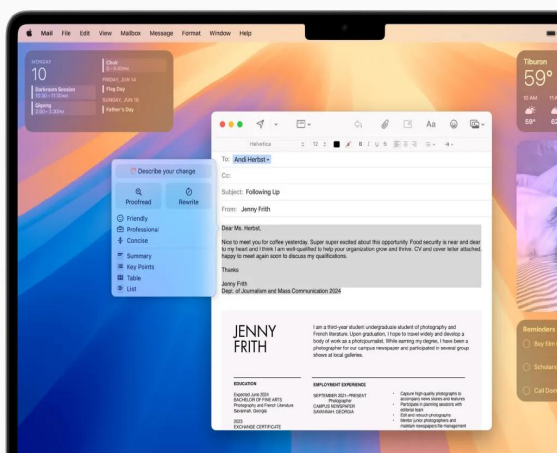 Mail File Edit View Mailbox Message Format Window Help
MONDAY
10
Darkroom Session
Qigong
Choir
FRIDAY, JUN 14
Flag Day
SUNDAY, JUN 16
Father's Day
Tiburon
59°
10 AM
59°
Aa
Helvetica
12
B I U S
To: Andi Herbst
Cc:
Subject: Following Up
From: Jenny Frith
Describe your change
Proofread Rewrite
Friendly
Professional
Concise
Summary
Key Points
Table
List
Dear Ms. Herbst,
Nice to meet you for coffee yesterday. Super super excited about this opportunity. Food security is near and dear
to my heart and I think I am well-qualified to help your organization grow and thrive. CV and cover letter attached,
happy to meet again soon to discuss my qualifications.
Thanks
Jenny Frith
Dept. of Journalism and Mass Communication 2024
JENNY
FRITH
I am a third-year student undergraduate student of photography and
French literature. Upon graduation, I hope to travel widely and develop a
body of work as a photojournalist. While earning my degree, I have been a
photographer for our campus newspaper and participated in several group
shows at local galleries.
EDUCATION
Expected June 2024
BACHELOR OF FINE ARTS
Photography and French Literature
Savannah, Georgia
2023
EXCHANGE CERTIFICATE
EMPLOYMENT EXPERIENCE
SEPTEMBER 2021–PRESENT
Photographer
CAMPUS NEWSPAPER
SAVANNAH, GEORGIA
• Capture high-quality photographs to
accompany news stories and features
• Participate in planning sessions with
editorial team
• Edit and retouch photographs
• Mentor junior photographers and
maintain newspapers file management
Reminders
Buy film